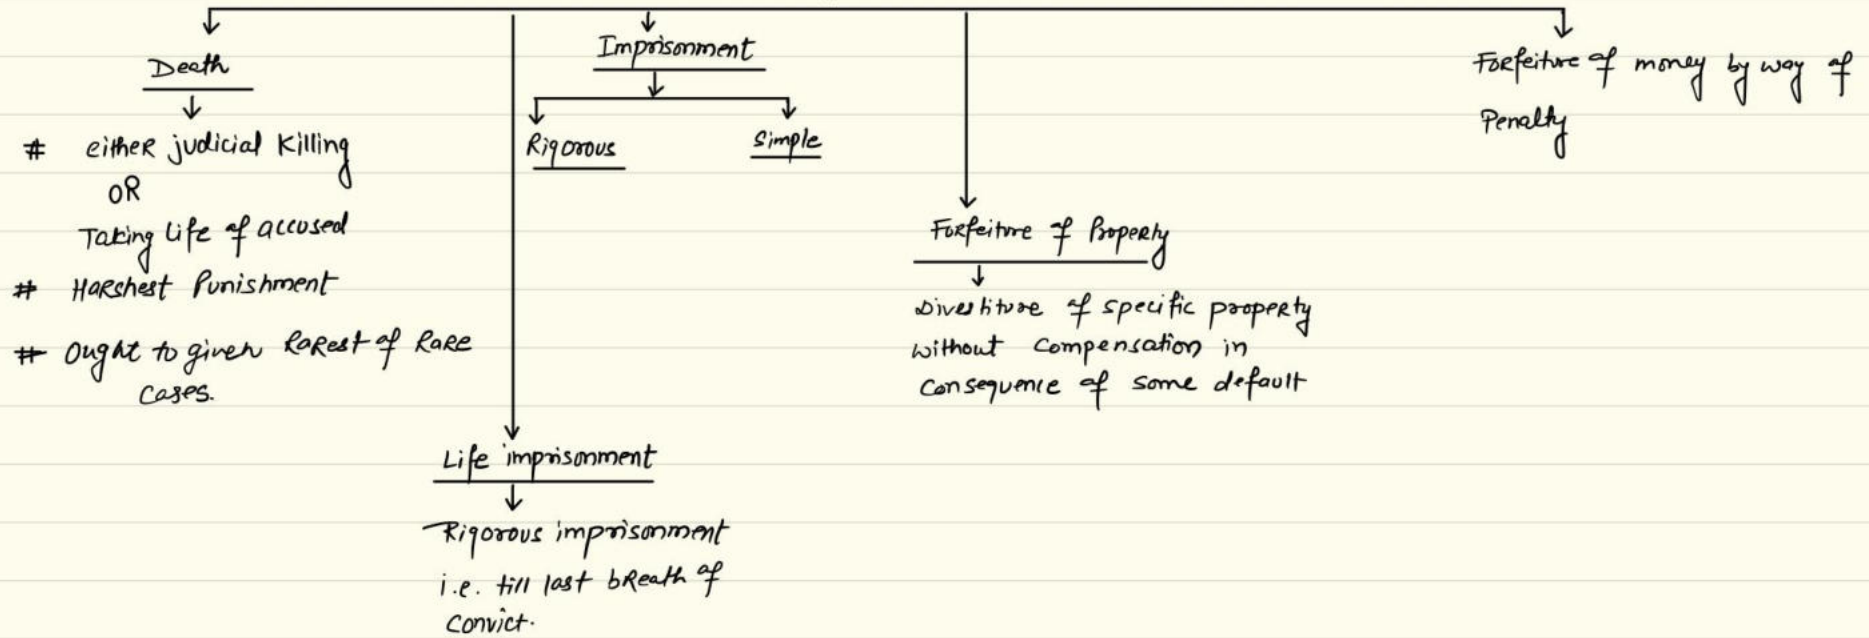 Death
# either judicial Killing
OR
Taking Life of accused
# Harshest Punishment
# Ought to given Rarest of Rare
Cases.
Life imprisonment
Rigorous imprisonment
i.e. till last breath of
Convict.
Imprisonment
Rigorous
Simple
Forfeiture of Property
Divestiture of specific property
without compensation in
Consequence of some default
Forfeiture of money by way of
Penalty